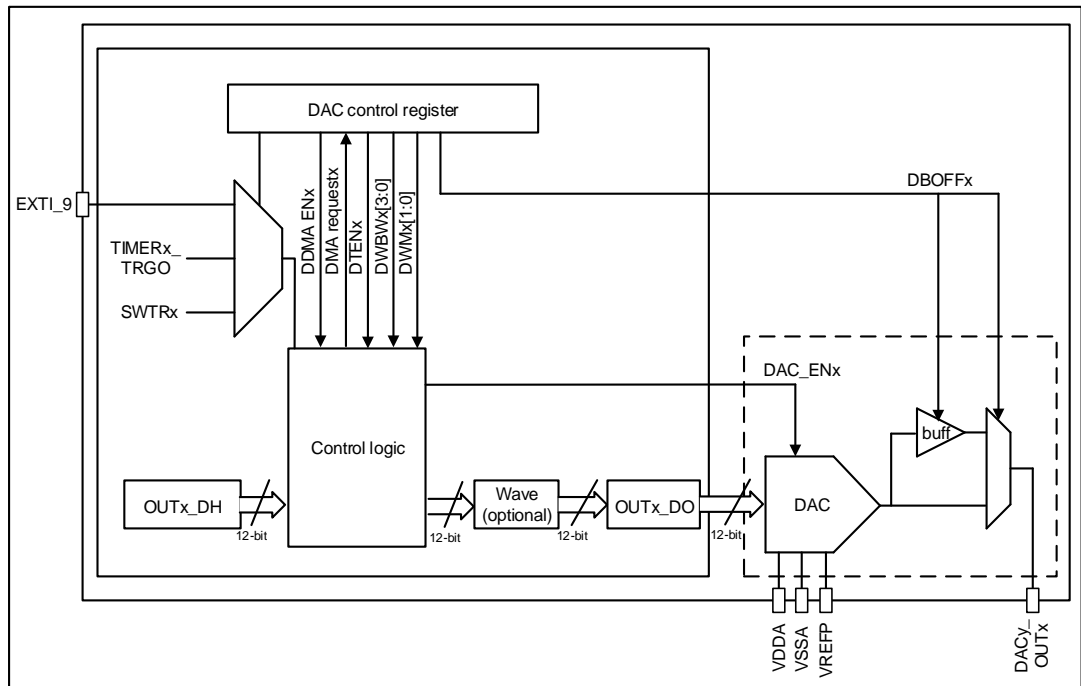 DAC control register
EXTI_9
TIMERx_
TRGO
SWTRx
DDMA ENx
DMA requestx
DTENx
DWBWx[3:0]
DWMx[1:0]
DBOFFx
DAC_ENx
buff
Control logic
OUTx_DH
12-bit
12-bit
Wave
(optional)
12-bit
OUTx_DO
12-bit
DAC
VDDA
VSSA
VREFP
DACy_
OUTx